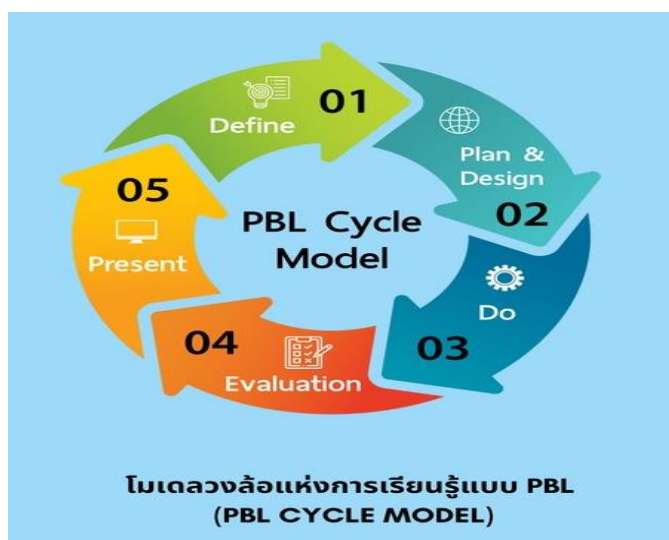 01
Define
Plan &
Design
02
Do
03
04
Evaluation
05
Present
PBL Cycle
Model
โมเดลวงล้อแห่งการเรียนรู้แบบ PBL
(PBL CYCLE MODEL)